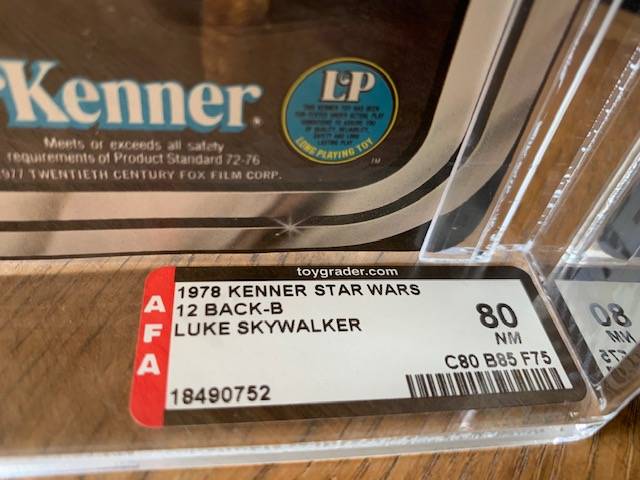 Kenner
LP
LONG PLAYING TOY
TM
Meets or exceeds all safety
requirements of Product Standard 72-76
1977 TWENTIETH CENTURY FOX FILM CORP.
toygrader.com
AFA
1978 KENNER STAR WARS
12 BACK-B
LUKE SKYWALKER
80
NM
C80 B85 F75
18490752